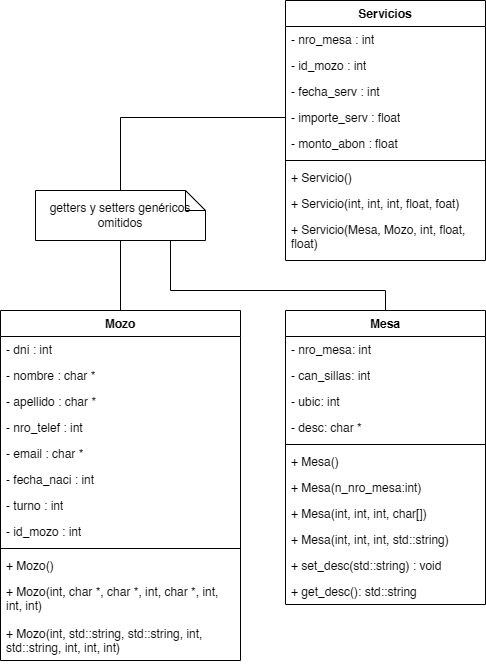 Servicios
- nro_mesa : int
- id_mozo : int
- fecha_serv : int
- importe_serv : float
- monto_abon : float
+ Servicio()
+ Servicio(int, int, int, float, foat)
+ Servicio(Mesa, Mozo, int, float,
float)
getters y setters genéricos
omitidos
Mozo
- dni : int
- nombre : char *
- apellido : char *
- nro_telef : int
- email : char *
- fecha_naci : int
- turno : int
- id_mozo : int
+ Mozo()
+ Mozo(int, char *, char *, int, char *, int,
int, int)
+ Mozo(int, std::string, std::string, int,
std::string, int, int, int)
Mesa
- nro_mesa: int
- can_sillas: int
- ubic: int
- desc: char *
+ Mesa()
+ Mesa(n_nro_mesa:int)
+ Mesa(int, int, int, char[])
+ Mesa(int, int, int, std::string)
+ set_desc(std::string) : void
+ get_desc(): std::string